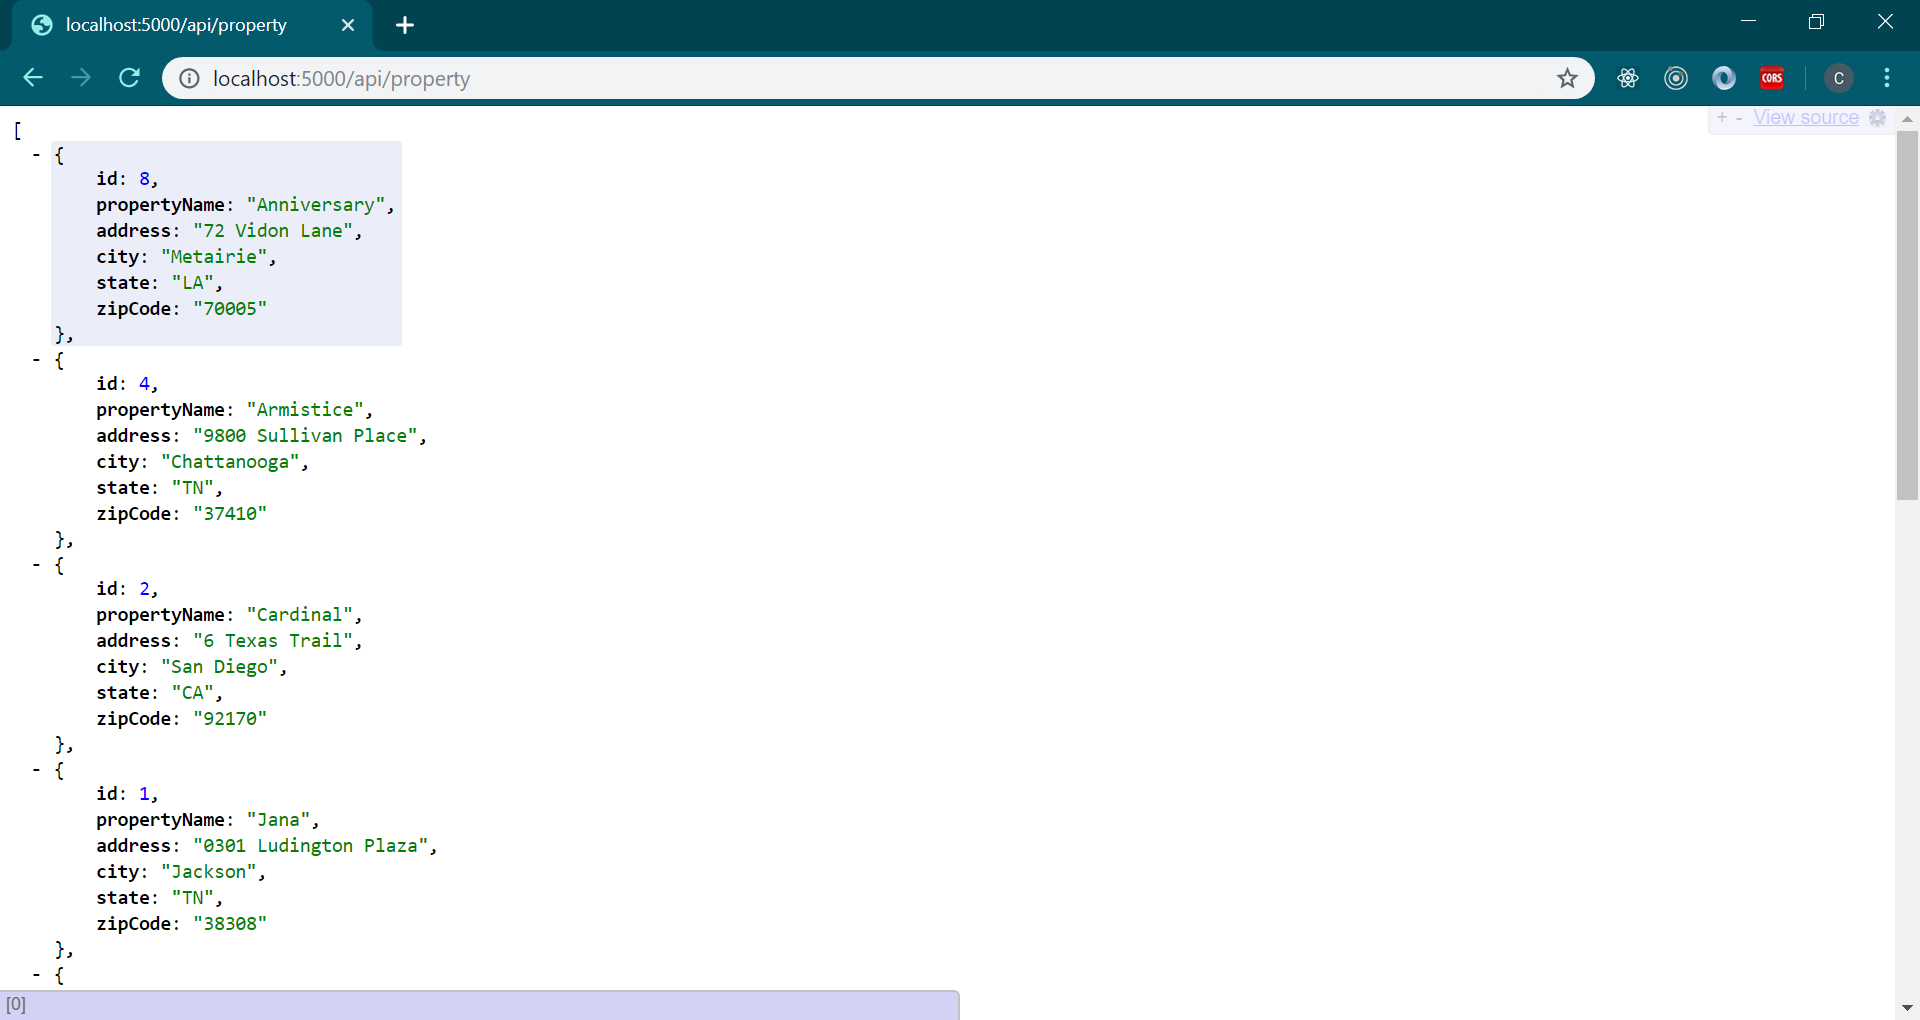 localhost:5000/api/property
localhost:5000/api/property
CORS
C
+ - View source
[
- {
id: 8,
propertyName: "Anniversary",
address: "72 Vidon Lane",
city: "Metairie",
state: "LA",
zipCode: "70005"
},
- {
id: 4,
propertyName: "Armistice",
address: "9800 Sullivan Place",
city: "Chattanooga",
state: "TN",
zipCode: "37410"
},
- {
id: 2,
propertyName: "Cardinal",
address: "6 Texas Trail",
city: "San Diego",
state: "CA",
zipCode: "92170"
},
- {
id: 1,
propertyName: "Jana",
address: "0301 Ludington Plaza",
city: "Jackson",
state: "TN",
zipCode: "38308"
},
- {
[0]